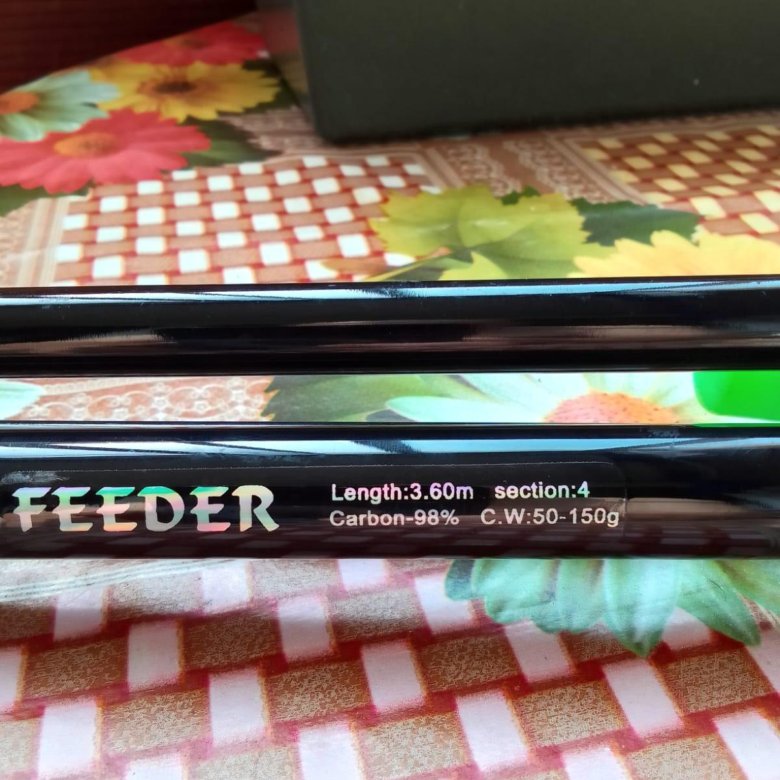 FEEDER
Length:3.60m section:4
Carbon-98% C.W:50-150g